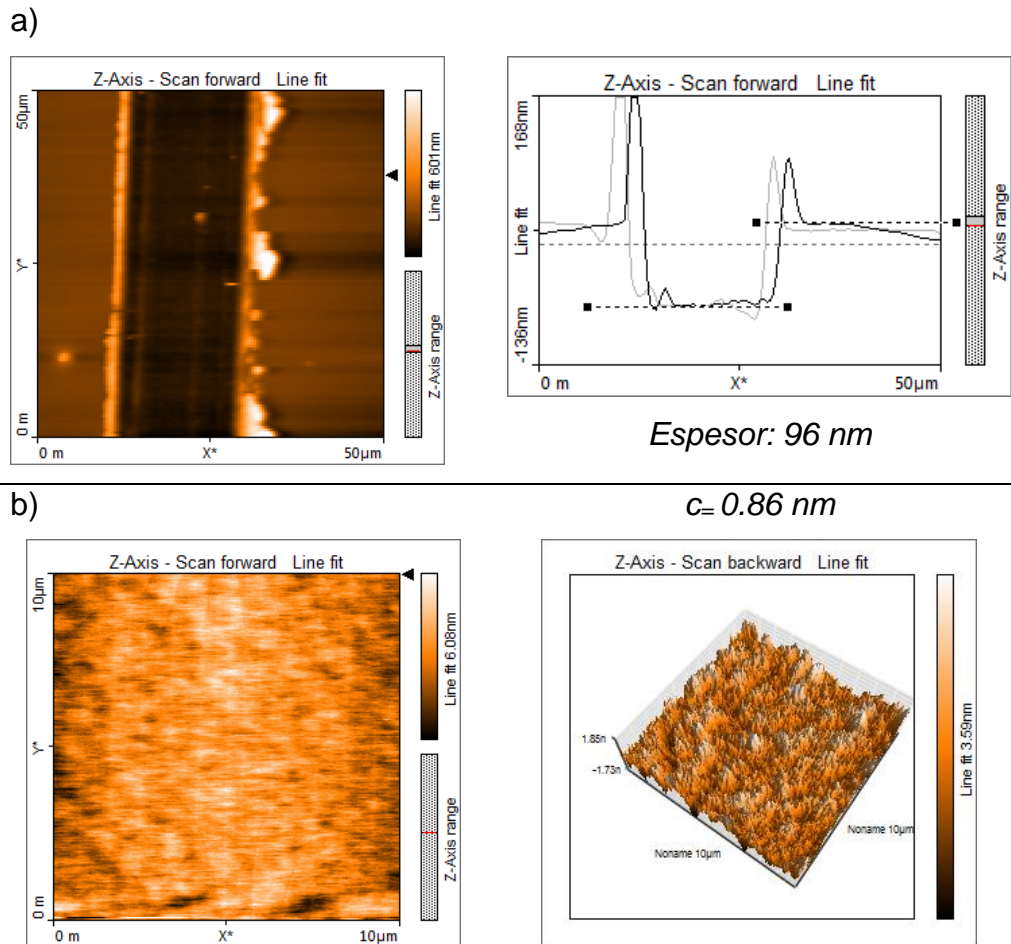 a)
Z-Axis - Scan forward Line fit
50µm
Y*
0 m
0 m X* 50µm
Line fit 601nm
Z-Axis range
Z-Axis - Scan forward Line fit
168nm
Line fit
-136nm
0 m X* 50µm
Z-Axis range
Espesor: 96 nm
b)
c= 0.86 nm
Z-Axis - Scan forward Line fit
10µm
Y*
0 m
0 m X* 10µm
Line fit 6.08nm
Z-Axis range
Z-Axis - Scan backward Line fit
1.85n
-1.73n
Noname 10µm
Noname 10µm
Line fit 3.59nm